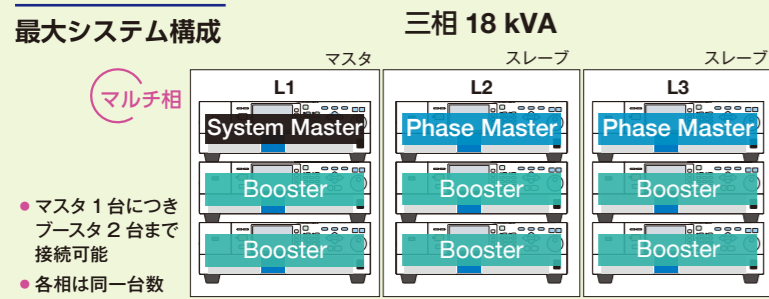 最大システム構成
三相 18 kVA
マスタ
スレーブ
スレーブ
マルチ相
L1
L2
L3
System Master
Phase Master
Phase Master
Booster
Booster
Booster
Booster
Booster
Booster
● マスタ 1 台につき
ブースタ 2 台まで
接続可能
● 各相は同一台数